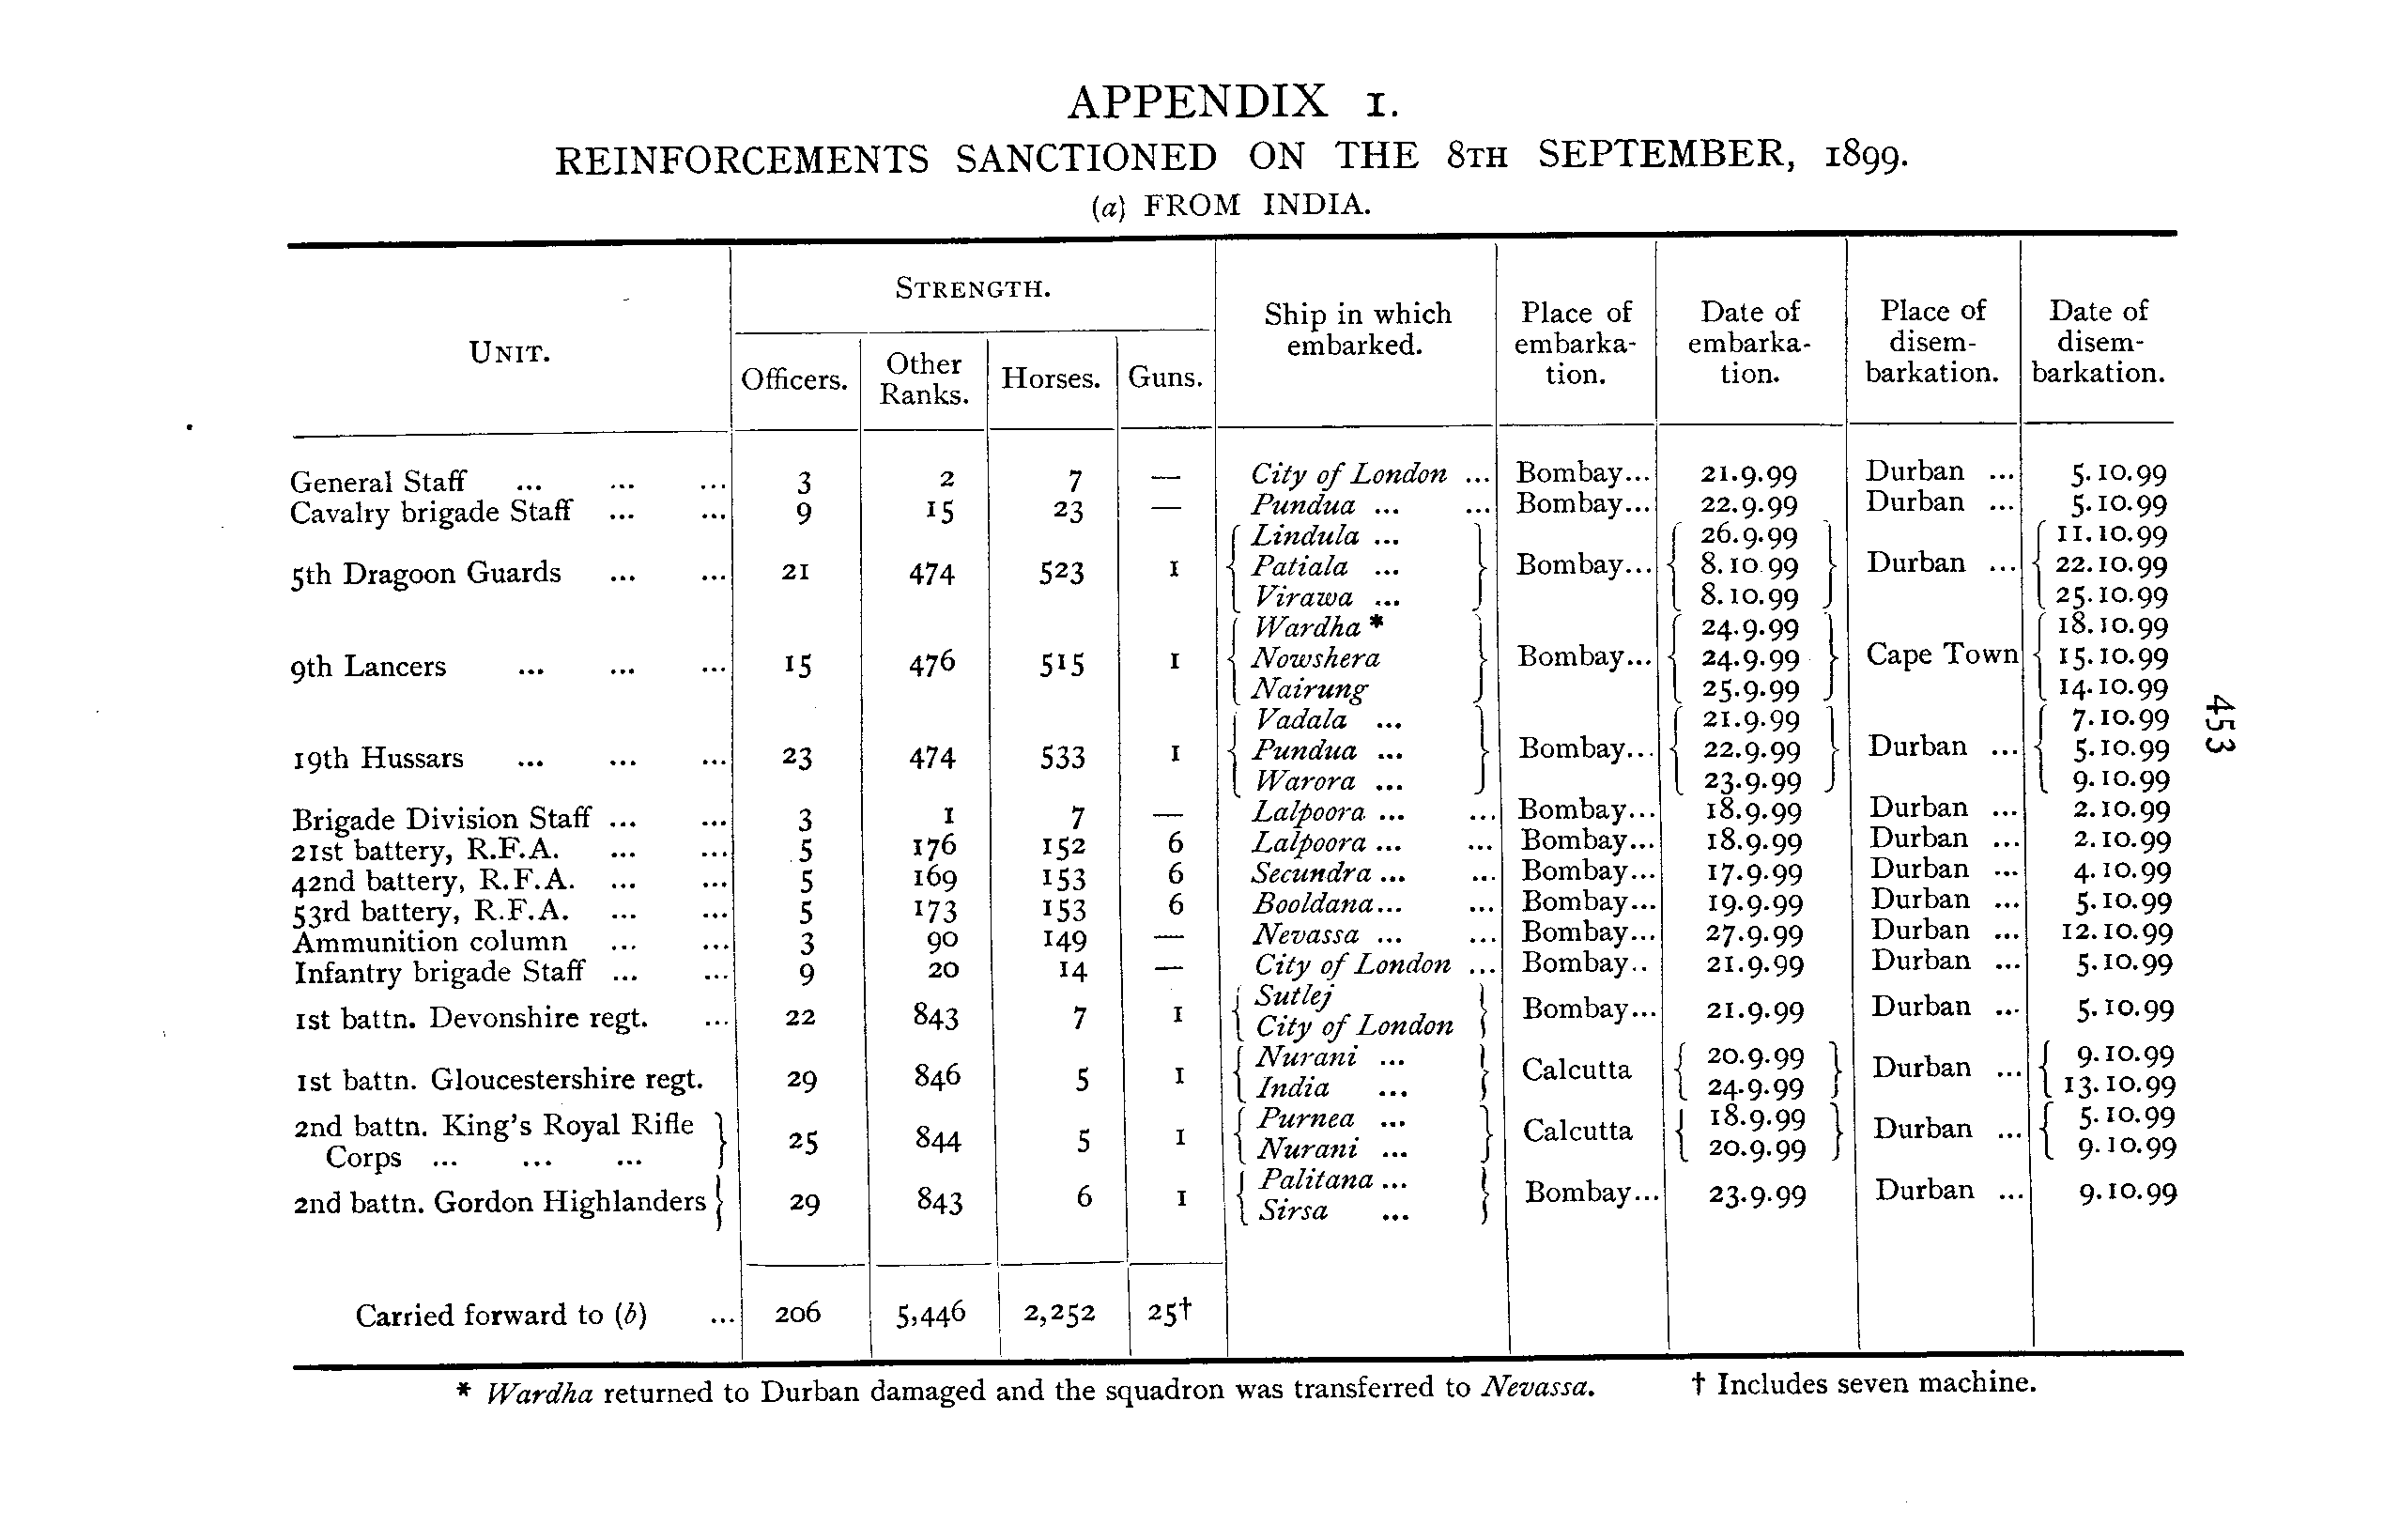 APPENDIX 1.
REINFORCEMENTS SANCTIONED ON THE 8TH SEPTEMBER, 1899.
(a) FROM INDIA.
UNIT. STRENGTH. Ship in which embarked. Place of embarka-tion. Date of embarka-tion. Place of disem-barkation. Date of disem-barkation.
Officers. Other Ranks. Horses. Guns.
General Staff ... ... ... 3 2 7 — City of London ... Bombay... 21.9.99 Durban ... 5.10.99
Cavalry brigade Staff ... ... 9 15 23 — Pundua ... ... Bombay... 22.9.99 Durban ... 5.10.99
Lindula ... 26.9.99 11.10.99
5th Dragoon Guards ... ... 21 474 523 1 Patiala ... Bombay... 8.10.99 Durban ... 22.10.99
Virawa ... 8.10.99 25.10.99
Wardha * 24.9.99 18.10.99
9th Lancers ... ... ... 15 476 515 1 Nowshera Bombay... 24.9.99 Cape Town 15.10.99
Nairung 25.9.99 14.10.99
Vadala ... 21.9.99 7.10.99
19th Hussars ... ... ... 23 474 533 1 Pundua ... Bombay... 22.9.99 Durban ... 5.10.99
Warora ... 23.9.99 9.10.99
Brigade Division Staff ... ... 3 1 7 — Lalpoora ... ... Bombay... 18.9.99 Durban ... 2.10.99
21st battery, R.F.A. ... ... 5 176 152 6 Lalpoora ... ... Bombay... 18.9.99 Durban ... 2.10.99
42nd battery, R.F.A. ... ... 5 169 153 6 Secundra ... ... Bombay... 17.9.99 Durban ... 4.10.99
53rd battery, R.F.A. ... ... 5 173 153 6 Booldana... ... Bombay... 19.9.99 Durban ... 5.10.99
Ammunition column ... ... 3 90 149 — Nevassa ... ... Bombay... 27.9.99 Durban ... 12.10.99
Infantry brigade Staff ... ... 9 20 14 — City of London ... Bombay.. 21.9.99 Durban ... 5.10.99
Sutlej
1st battn. Devonshire regt. ... 22 843 7 1 City of London Bombay... 21.9.99 Durban ... 5.10.99
Nurani ... 20.9.99 9.10.99
1st battn. Gloucestershire regt. 29 846 5 1 India ... Calcutta 24.9.99 Durban ... 13.10.99
2nd battn. King's Royal Rifle Purnea ... 18.9.99 5.10.99
Corps ... ... ... 25 844 5 1 Nurani ... Calcutta 20.9.99 Durban ... 9.10.99
Palitana ...
2nd battn. Gordon Highlanders 29 843 6 1 Sirsa ... Bombay... 23.9.99 Durban ... 9.10.99
Carried forward to (b) ... 206 5,446 2,252 25†
* Wardha returned to Durban damaged and the squadron was transferred to Nevassa. † Includes seven machine.
453